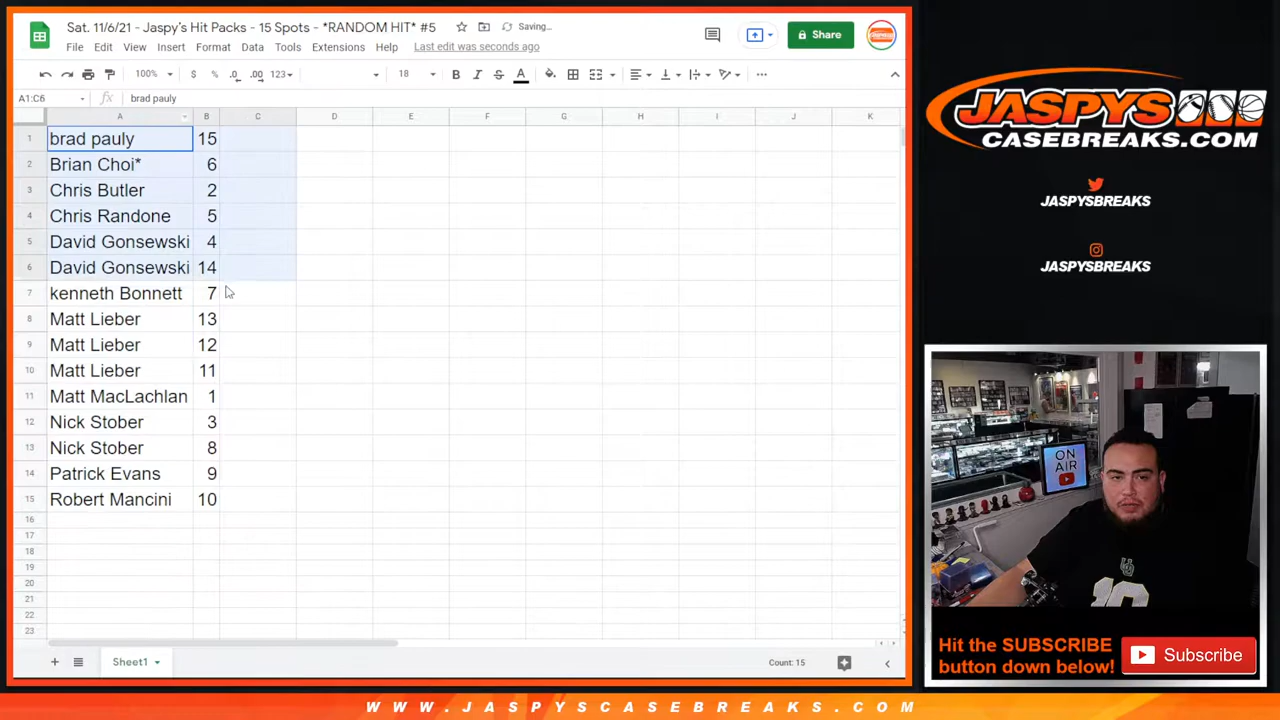 Sat. 11/6/21 - Jaspy's Hit Packs - 15 Spots - *RANDOM HIT* #5
Saving...
File Edit View Insert Format Data Tools Extensions Help Last edit was seconds ago
Share
100% $ % .0 .00 123 18 B I S A
A1:C6 fx brad pauly
A B C D E F G H I J K
1 brad pauly 15
2 Brian Choi* 6
3 Chris Butler 2
4 Chris Randone 5
5 David Gonsewski 4
6 David Gonsewski 14
7 kenneth Bonnett 7
8 Matt Lieber 13
9 Matt Lieber 12
10 Matt Lieber 11
11 Matt MacLachlan 1
12 Nick Stober 3
13 Nick Stober 8
14 Patrick Evans 9
15 Robert Mancini 10
16
17
18
19
20
21
22
23
Sheet1
Count: 15
JASPYS
CASEBREAKS.COM
JASPYSBREAKS
JASPYSBREAKS
ON
AIR
10
Hit the SUBSCRIBE
button down below!
Subscribe
WWW.JASPYSCASEBREAKS.COM